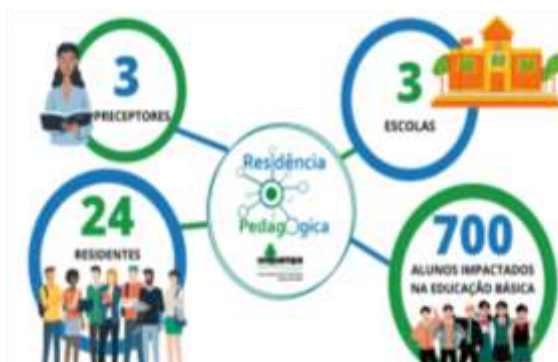 3
PRECEPTORES
3
ESCOLAS
Residência
Pedagógica
24
RESIDENTES
700
ALUNOS IMPACTADOS
NA EDUCAÇÃO BÁSICA